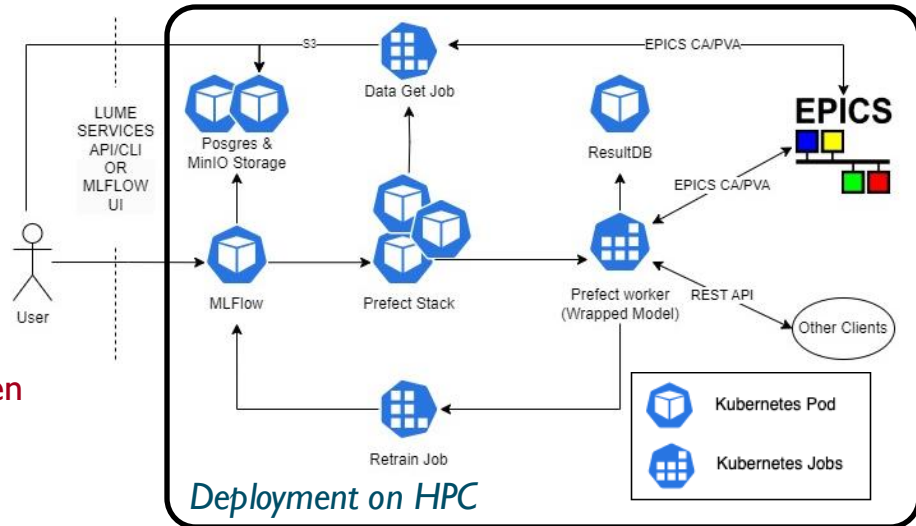 S3
EPICS CA/PVA
Data Get Job
LUME
SERVICES
API/CLI
OR
MLFLOW
UI
Posgres &
MinIO Storage
ResultDB
EPICS
EPICS CA/PVA
User
MLFlow
Prefect Stack
Prefect worker
(Wrapped Model)
REST API
Other Clients
en
Retrain Job
Kubernetes Pod
Kubernetes Jobs
Deployment on HPC